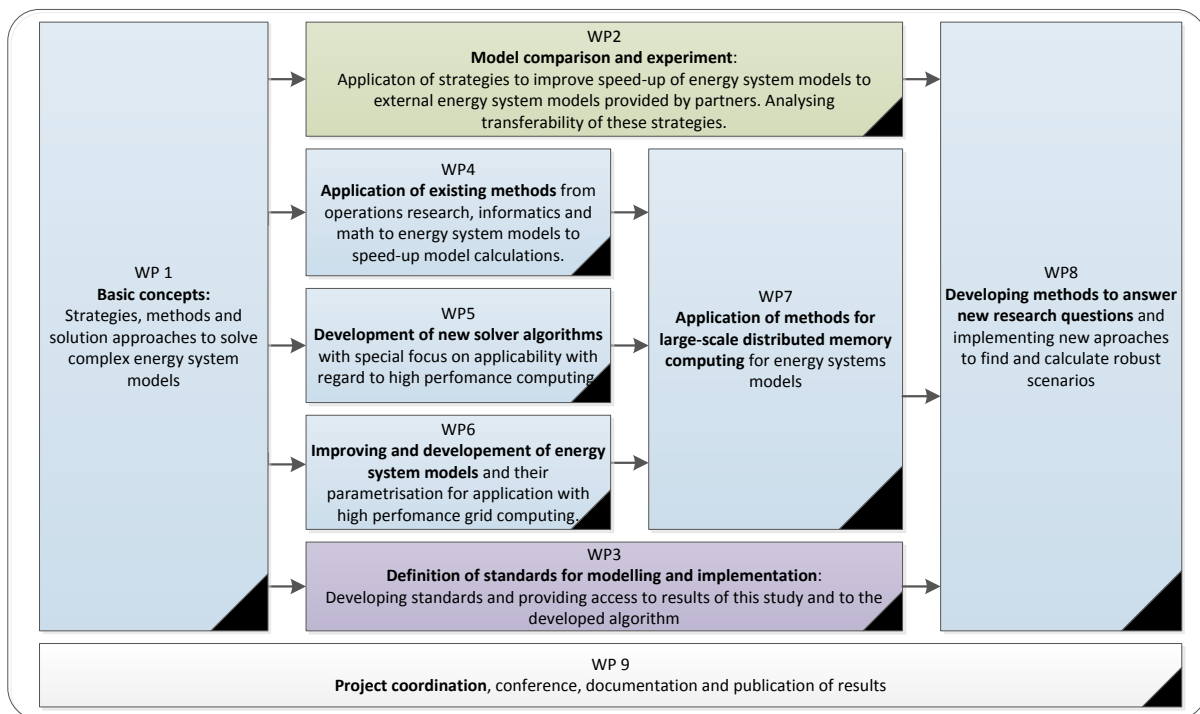 WP 1
Basic concepts:
Strategies, methods and
solution approaches to solve
complex energy system
models
WP2
Model comparison and experiment:
Applicaton of strategies to improve speed-up of energy system models to
external energy system models provided by partners. Analysing
transferability of these strategies.
WP4
Application of existing methods from
operations research, informatics and
math to energy system models to
speed-up model calculations.
WP5
Development of new solver algorithms
with special focus on applicability with
regard to high perfomance computing
WP6
Improving and developement of energy
system models and their
parametrisation for application with
high perfomance grid computing.
WP7
Application of methods for
large-scale distributed memory
computing for energy systems
models
WP3
Definition of standards for modelling and implementation:
Developing standards and providing access to results of this study and to the
developed algorithm
WP8
Developing methods to answer
new research questions and
implementing new aproaches
to find and calculate robust
scenarios
WP 9
Project coordination, conference, documentation and publication of results